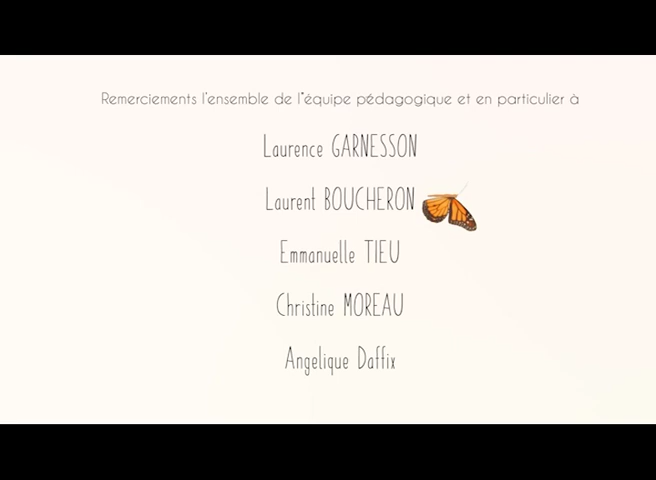 Remerciements l'ensemble de l'équipe pédagogique et en particulier à
Laurence GARNESSON
Laurent BOUCHERON
Emmanuelle TIEU
Christine MOREAU
Angelique Daffix